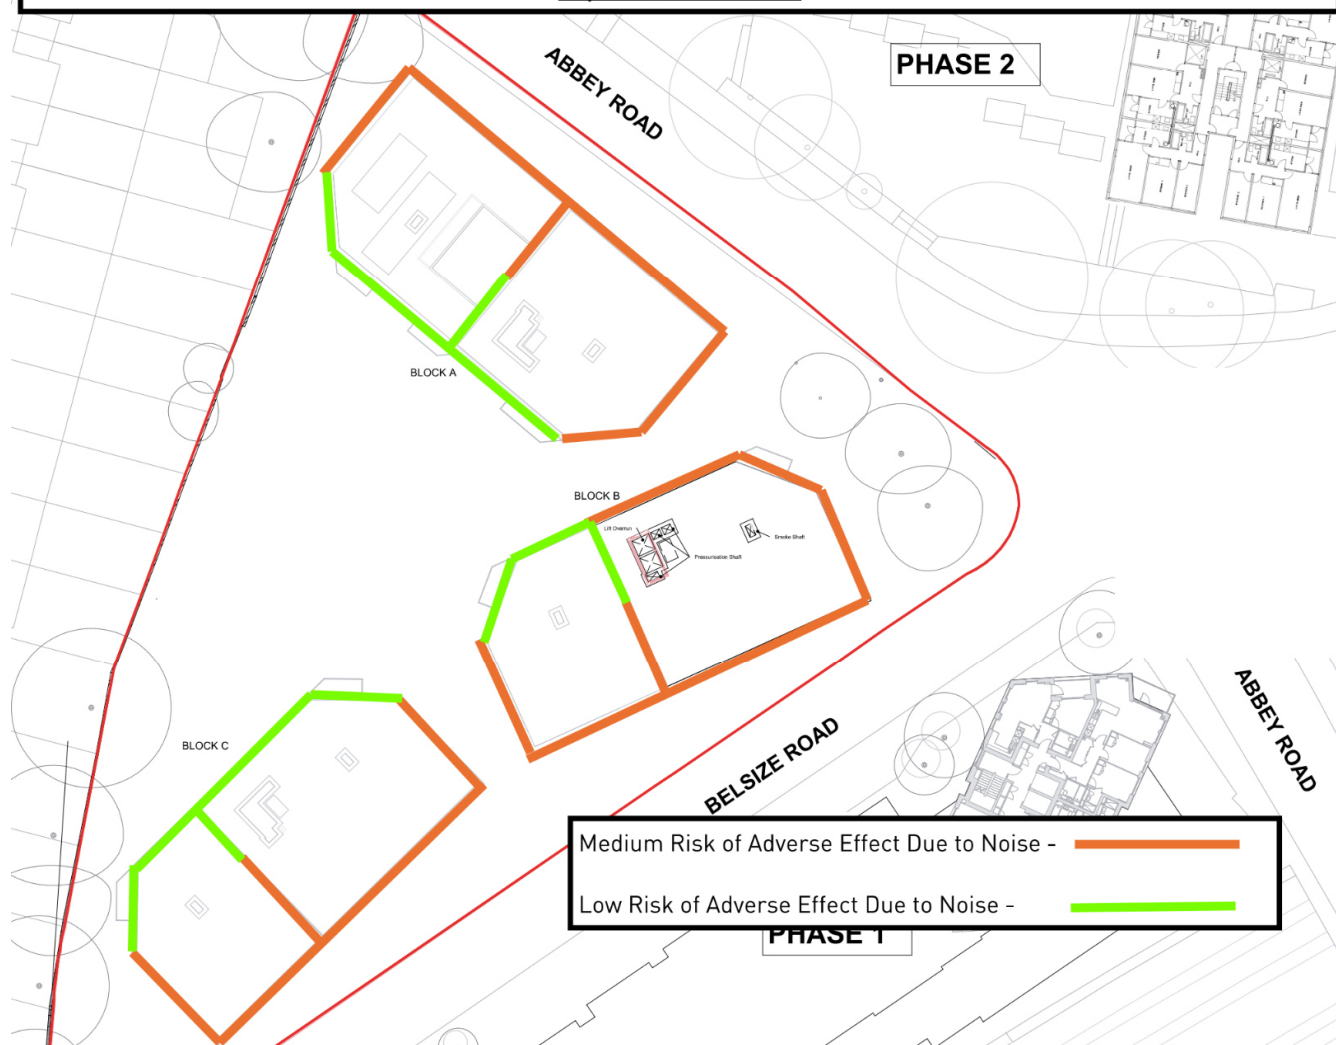 ABBEY ROAD
PHASE 2
BLOCK A
BLOCK B
Lift Overrun
Smoke Shaft
Pressurisation Shaft
BLOCK C
BELSIZE ROAD
ABBEY ROAD
Medium Risk of Adverse Effect Due to Noise -
Low Risk of Adverse Effect Due to Noise -
PHASE 1